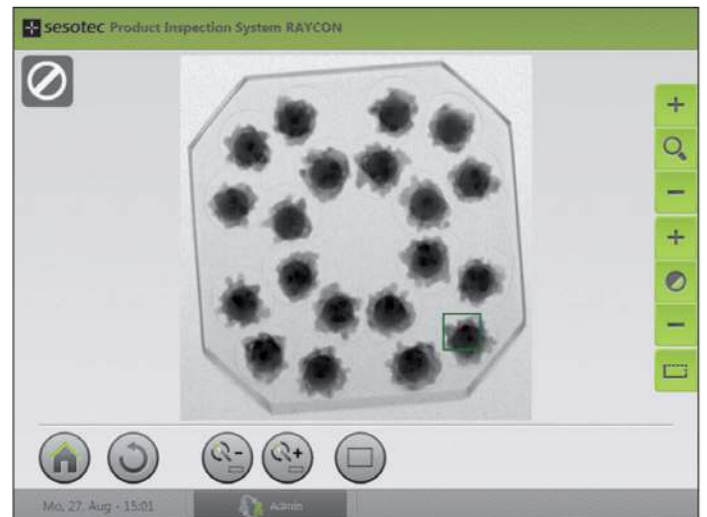 sesotec Product Inspection System RAYCON
Mo, 27. Aug - 15:01
Admin